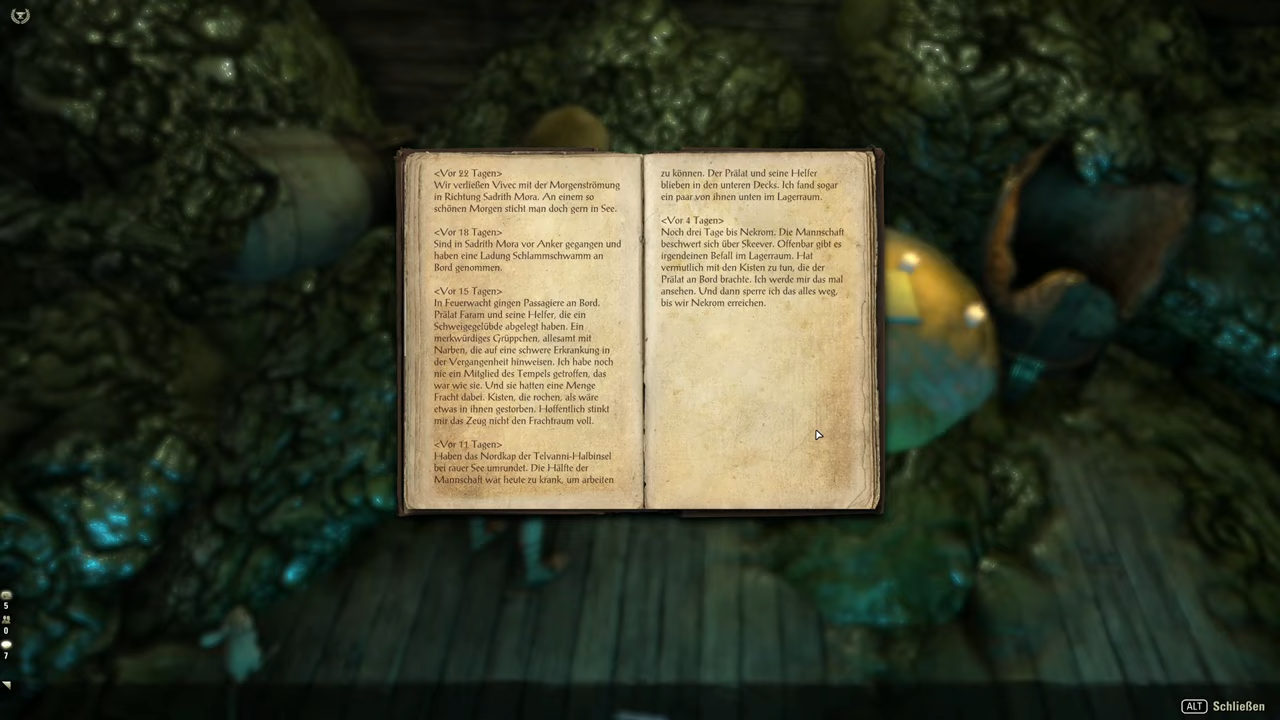 <Vor 22 Tagen>
Wir verließen Vivec mit der Morgenströmung
in Richtung Sadrith Mora. An einem so
schönen Morgen sticht man doch gern in See.
<Vor 18 Tagen>
Sind in Sadrith Mora vor Anker gegangen und
haben eine Ladung Schlammschwamm an
Bord genommen.
<Vor 15 Tagen>
In Feuerwacht gingen Passagiere an Bord.
Prälat Faram und seine Helfer, die ein
Schweigegelübde abgelegt haben. Ein
merkwürdiges Grüppchen, allesamt mit
Narben, die auf eine schwere Erkrankung in
der Vergangenheit hinweisen. Ich habe noch
nie ein Mitglied des Tempels getroffen, das
war wie sie. Und sie hatten eine Menge
Fracht dabei. Kisten, die rochen, als wäre
etwas in ihnen gestorben. Hoffentlich stinkt
mir das Zeug nicht den Frachtraum voll.
<Vor 11 Tagen>
Haben das Nordkap der Telvanni-Halbinsel
bei rauer See umrundet. Die Hälfte der
Mannschaft war heute zu krank, um arbeiten
zu können. Der Prälat und seine Helfer
blieben in den unteren Decks. Ich fand sogar
ein paar von ihnen unten im Lagerraum.
<Vor 4 Tagen>
Noch drei Tage bis Nekrom. Die Mannschaft
beschwert sich über Skeever. Offenbar gibt es
irgendeinen Befall im Lagerraum. Hat
vermutlich mit den Kisten zu tun, die der
Prälat an Bord brachte. Ich werde mir das mal
ansehen. Und dann sperre ich das alles weg,
bis wir Nekrom erreichen.
5
0
7
ALT Schließen